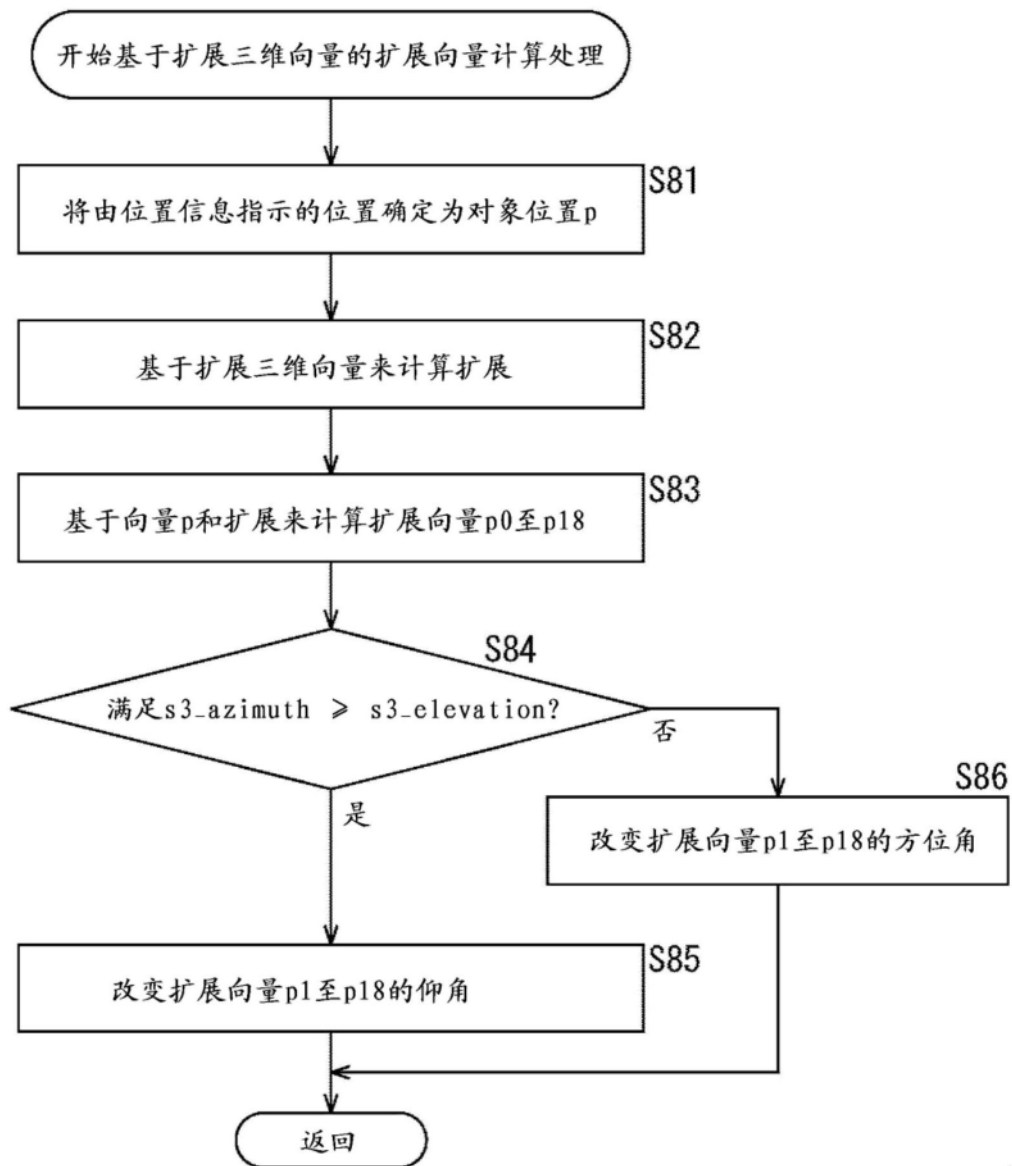 开始基于扩展三维向量的扩展向量计算处理
S81
将由位置信息指示的位置确定为对象位置p
S82
基于扩展三维向量来计算扩展
S83
基于向量p和扩展来计算扩展向量p0至p18
S84
满足s3_azimuth ⩾ s3_elevation?
否
是
S86
改变扩展向量p1至p18的方位角
S85
改变扩展向量p1至p18的仰角
返回